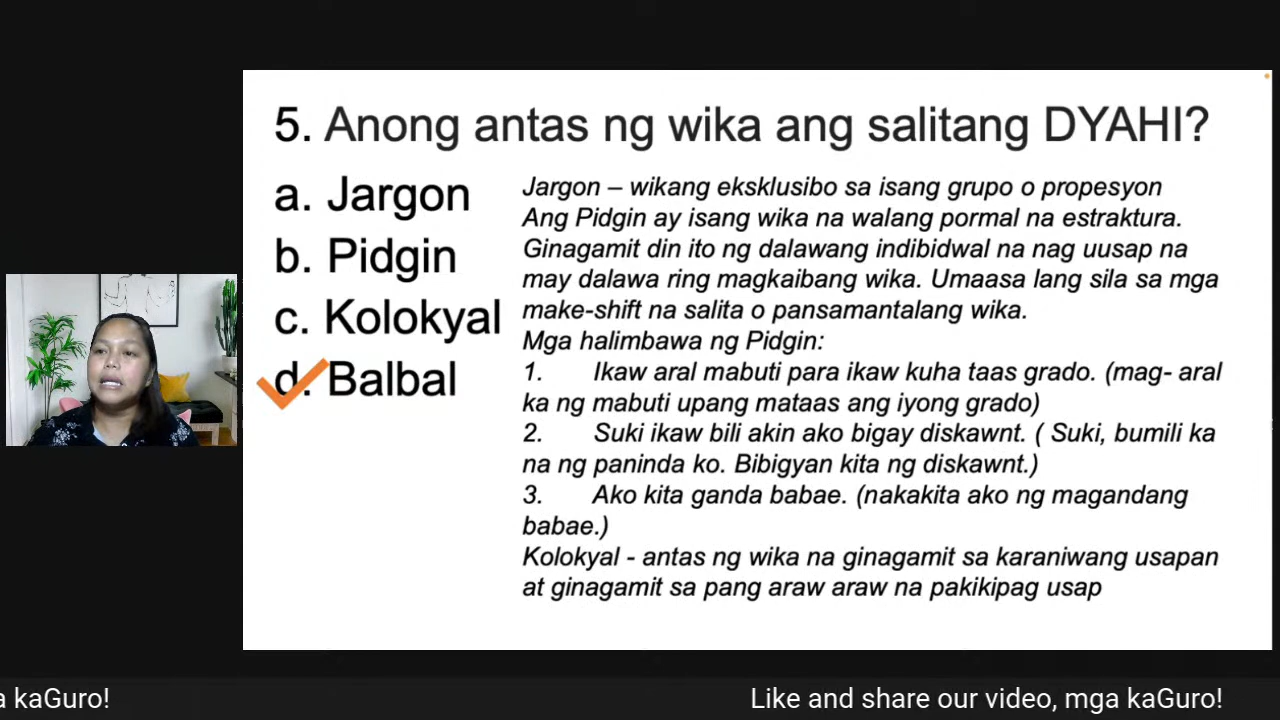 5. Anong antas ng wika ang salitang DYAHI?
a. Jargon
b. Pidgin
c. Kolokyal
d. Balbal
Jargon – wikang eksklusibo sa isang grupo o propesyon
Ang Pidgin ay isang wika na walang pormal na estraktura.
Ginagamit din ito ng dalawang indibidwal na nag uusap na
may dalawa ring magkaibang wika. Umaasa lang sila sa mga
make-shift na salita o pansamantalang wika.
Mga halimbawa ng Pidgin:
1. Ikaw aral mabuti para ikaw kuha taas grado. (mag- aral
ka ng mabuti upang mataas ang iyong grado)
2. Suki ikaw bili akin ako bigay diskawnt. ( Suki, bumili ka
na ng paninda ko. Bibigyan kita ng diskawnt.)
3. Ako kita ganda babae. (nakakita ako ng magandang
babae.)
Kolokyal - antas ng wika na ginagamit sa karaniwang usapan
at ginagamit sa pang araw araw na pakikipag usap
a kaGuro! Like and share our video, mga kaGuro!